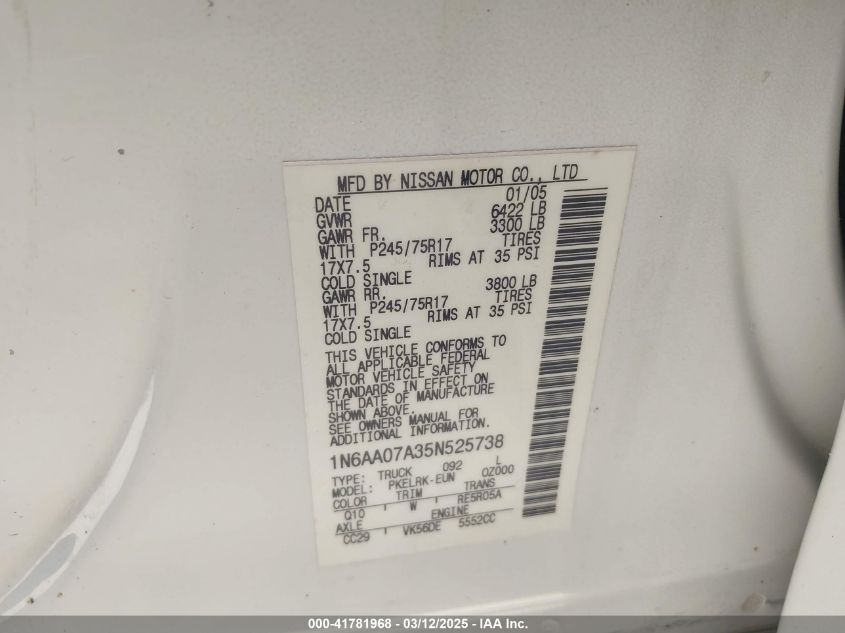 MFD BY NISSAN MOTOR CO., LTD
DATE 01/05
GVWR 6422 LB
GAWR FR. 3300 LB
WITH P245/75R17 TIRES
17X7.5 RIMS AT 35 PSI
COLD SINGLE
GAWR RR. 3800 LB
WITH P245/75R17 TIRES
17X7.5 RIMS AT 35 PSI
COLD SINGLE
THIS VEHICLE CONFORMS TO
ALL APPLICABLE FEDERAL
MOTOR VEHICLE SAFETY
STANDARDS IN EFFECT ON
THE DATE OF MANUFACTURE
SHOWN ABOVE.
SEE OWNERS MANUAL FOR
ADDITIONAL INFORMATION
1N6AA07A35N525738
TYPE: TRUCK 092 L
MODEL: PKELRK-EUN 0Z000
COLOR TRIM TRANS
Q10 W RE5R05A
AXLE ENGINE
CC29 VK56DE 5552CC
000-41781968 - 03/12/2025 - IAA Inc.